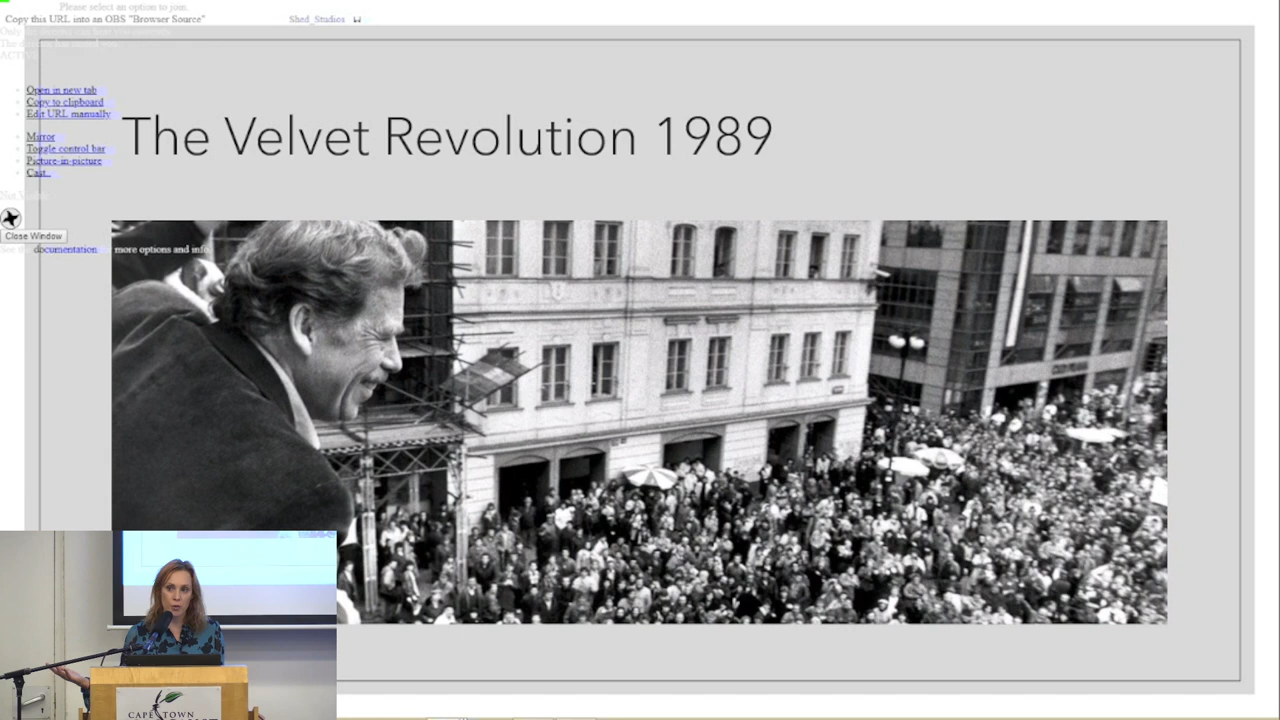 Please select an option to join.
Copy this URL into an OBS "Browser Source"
Shed_Studios
Open in new tab
Copy to clipboard
Edit URL manually
Mirror
Toggle control bar
Picture-in-picture
Cast..
The Velvet Revolution 1989
Close Window
documentation more options and info
CAPE TOWN